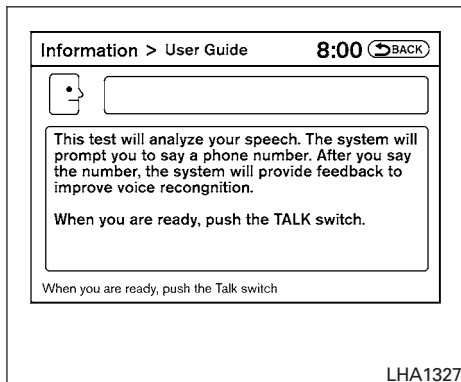 Information > User Guide 8:00 BACK
This test will analyze your speech. The system will
prompt you to say a phone number. After you say
the number, the system will provide feedback to
improve voice recongnition.
When you are ready, push the TALK switch.
When you are ready, push the Talk switch
LHA1327